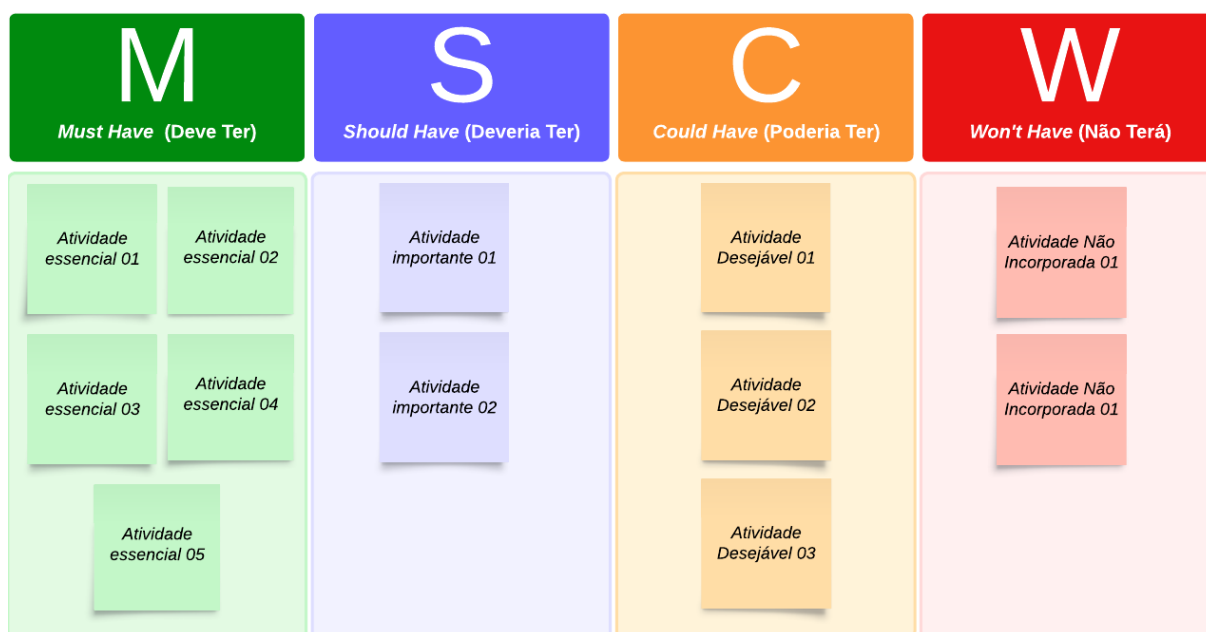 M
Must Have (Deve Ter)
S
Should Have (Deveria Ter)
C
Could Have (Poderia Ter)
W
Won't Have (Não Terá)
Atividade
essencial 01
Atividade
essencial 02
Atividade
essencial 03
Atividade
essencial 04
Atividade
essencial 05
Atividade
importante 01
Atividade
importante 02
Atividade
Desejável 01
Atividade
Desejável 02
Atividade
Desejável 03
Atividade Não
Incorporada 01
Atividade Não
Incorporada 01